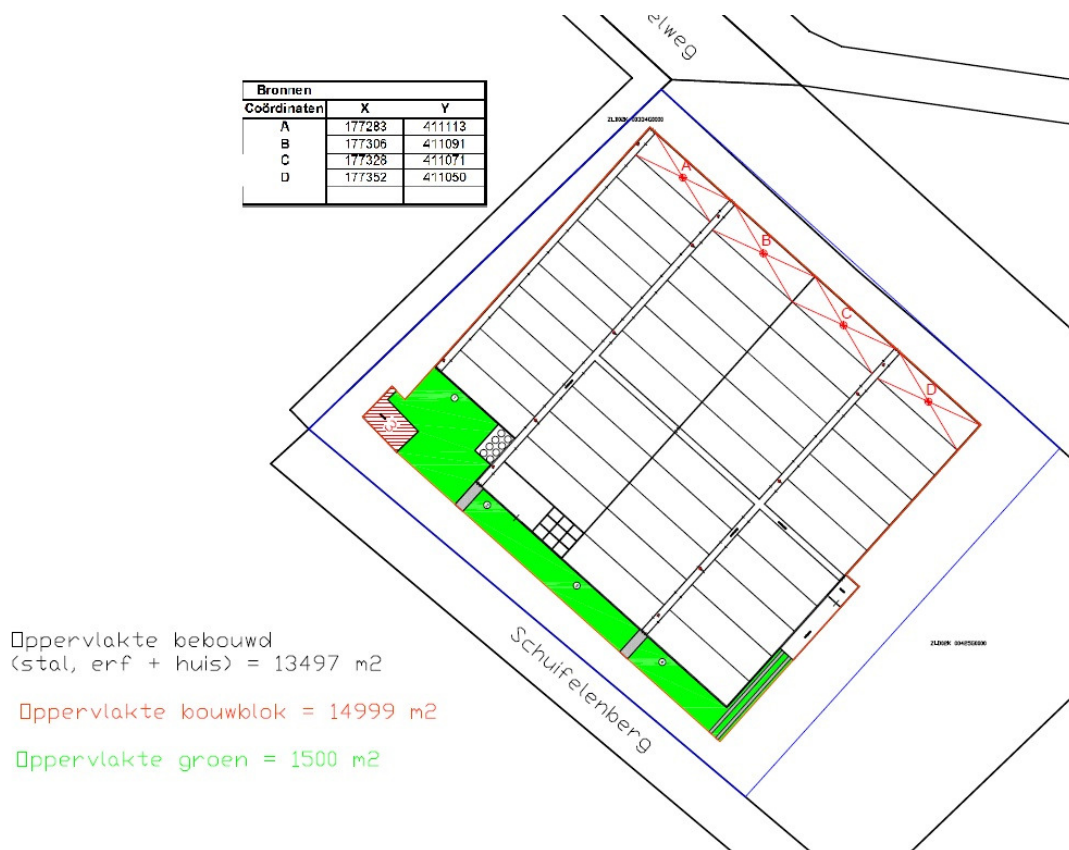 elweg
Bronnen
Coördinaten X Y
A 177283 411113
B 177306 411091
C 177328 411071
D 177352 411050
A
B
C
D
Schuifelenberg
Oppervlakte bebouwd
(stal, erf + huis) = 13497 m2
Oppervlakte bouwblok = 14999 m2
Oppervlakte groen = 1500 m2